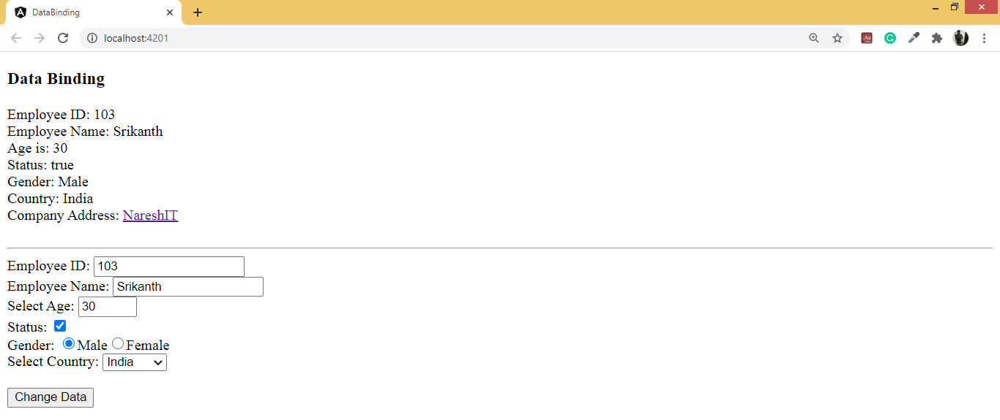 DataBinding
localhost:4201
Data Binding
Employee ID: 103
Employee Name: Srikanth
Age is: 30
Status: true
Gender: Male
Country: India
Company Address: NareshIT
Employee ID: 103
Employee Name: Srikanth
Select Age: 30
Status:
Gender: Male Female
Select Country: India
Change Data